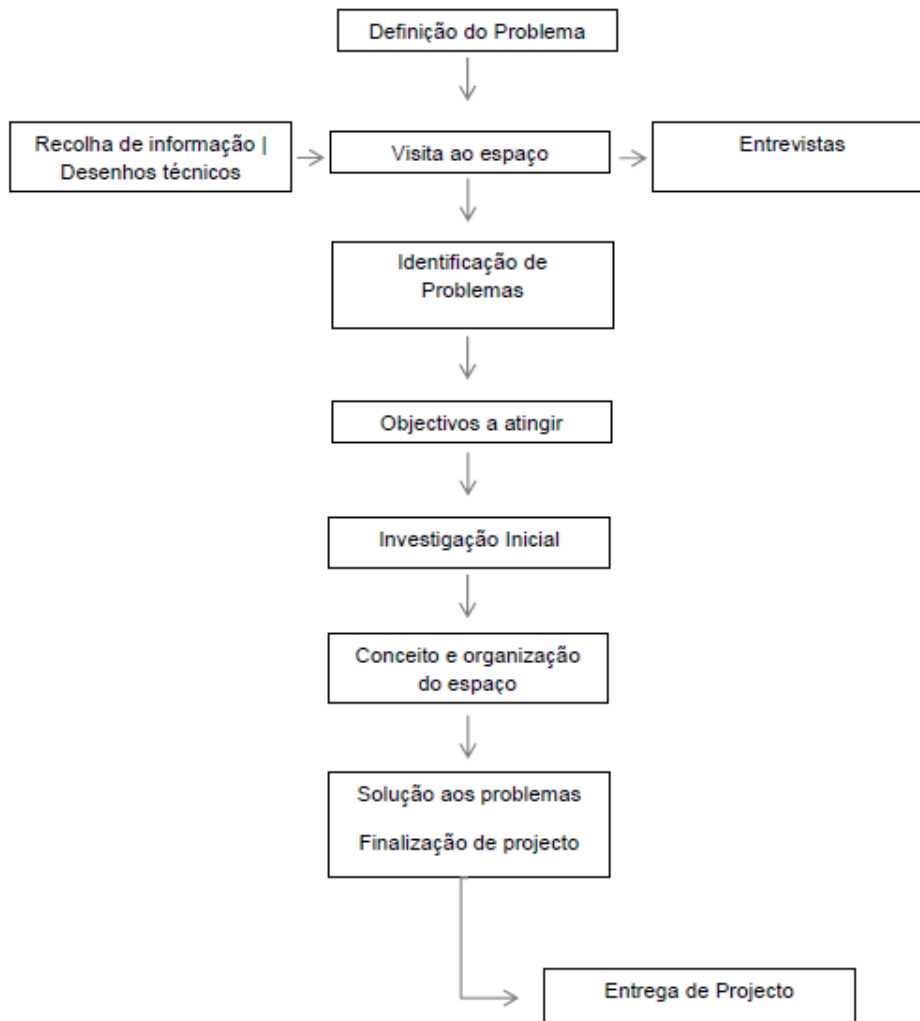 Definição do Problema
Recolha de informação |
Desenhos técnicos
Visita ao espaço
Entrevistas
Identificação de
Problemas
Objectivos a atingir
Investigação Inicial
Conceito e organização
do espaço
Solução aos problemas
Finalização de projecto
Entrega de Projecto